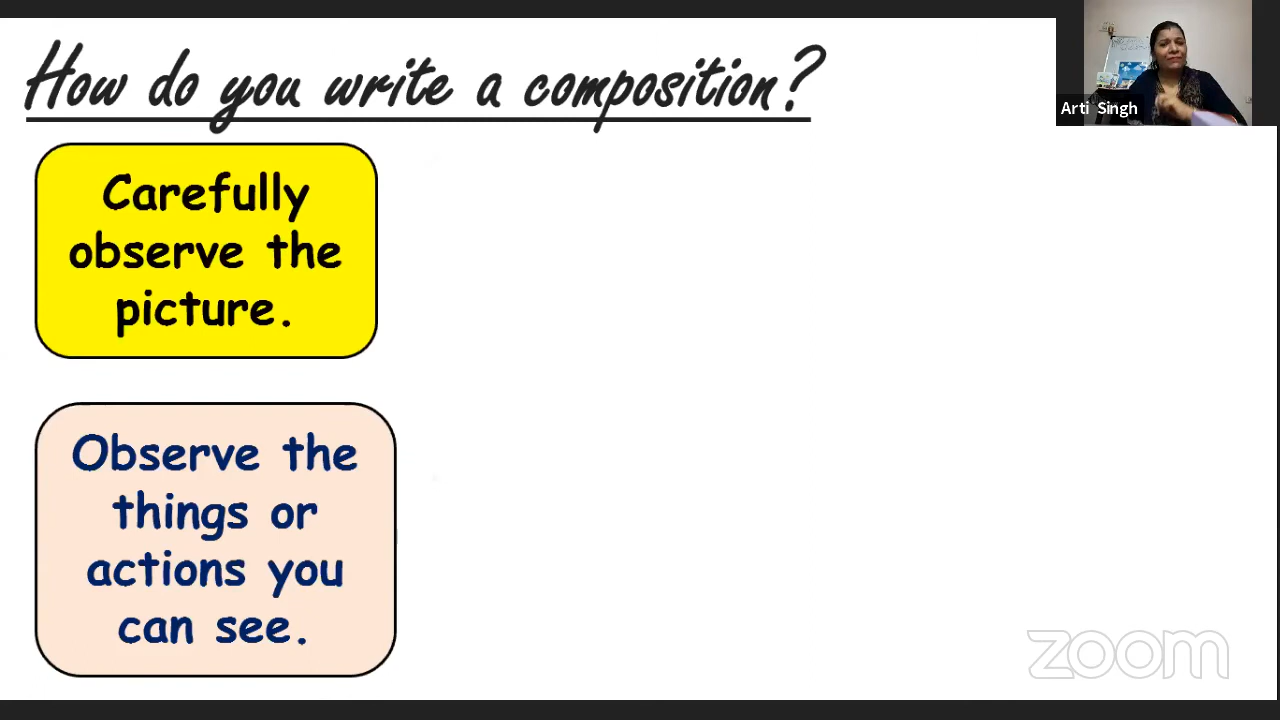 How do you write a composition?
Arti Singh
Carefully
observe the
picture.
Observe the
things or
actions you
can see.
zoom